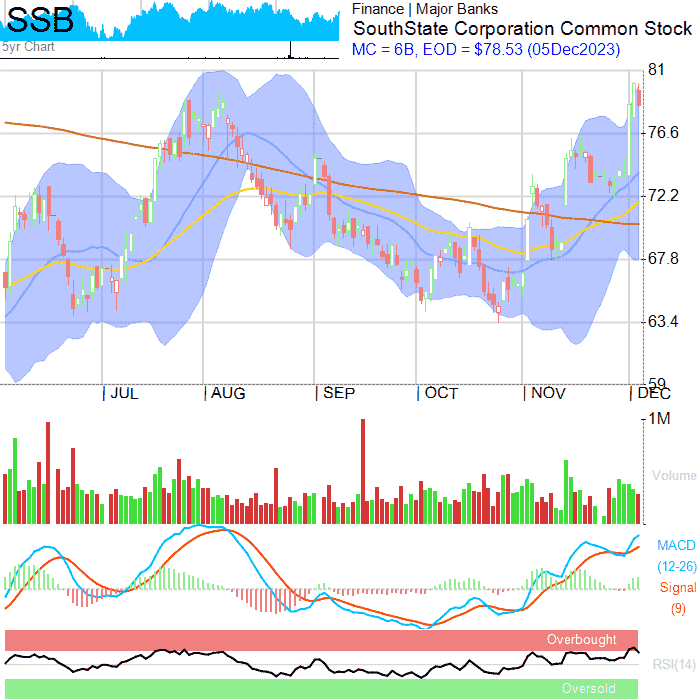 SSB
5yr Chart
Finance | Major Banks
SouthState Corporation Common Stock
MC = 6B, EOD = $78.53 (05Dec2023)
81
76.6
72.2
67.8
63.4
59
JUL AUG SEP OCT NOV DEC
1M
Volume
MACD
(12-26)
Signal
(9)
Overbought
RSI(14)
Oversold